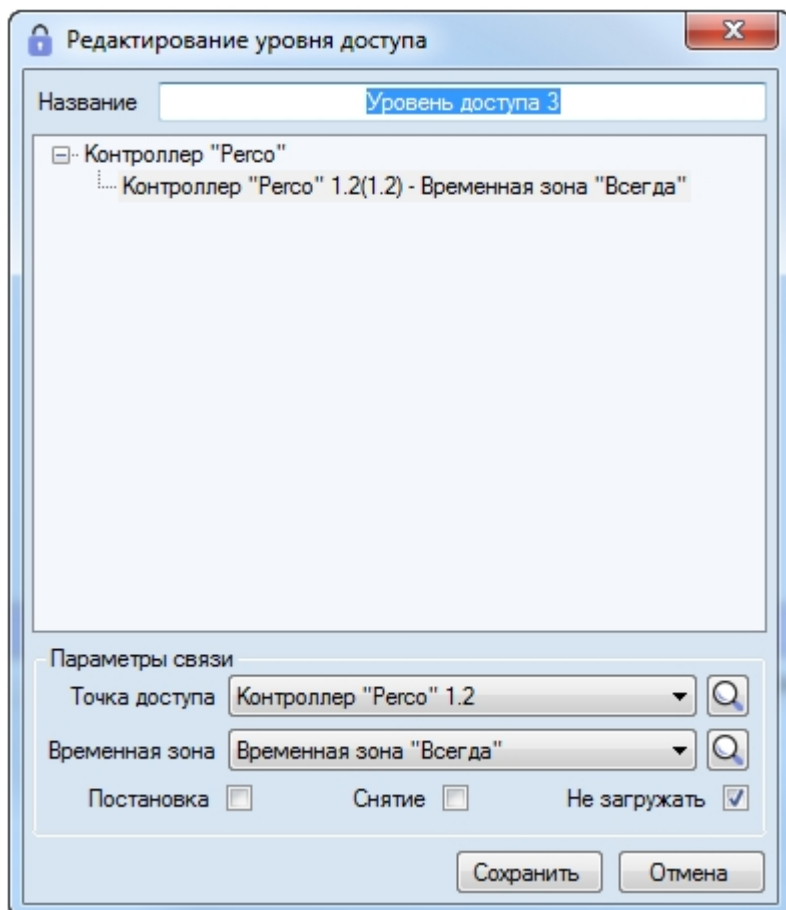 Редактирование уровня доступа
Название Уровень доступа 3
Контроллер "Perco"
Контроллер "Perco" 1.2(1.2) - Временная зона "Всегда"
Параметры связи
Точка доступа Контроллер "Perco" 1.2
Временная зона Временная зона "Всегда"
Постановка Снятие Не загружать
Сохранить Отмена